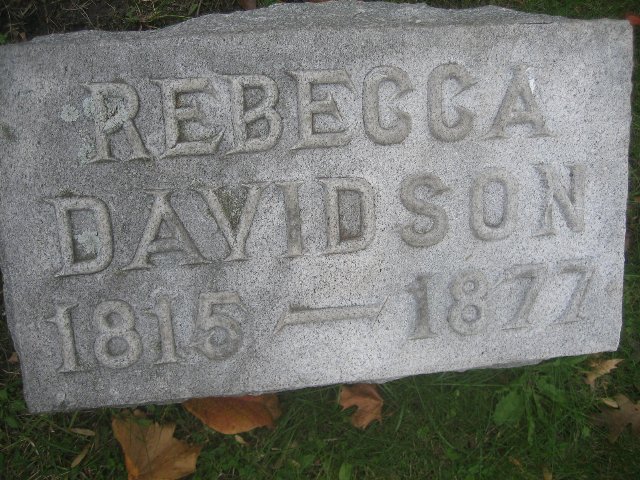 REBECCA
DAVIDSON
1815 — 1877